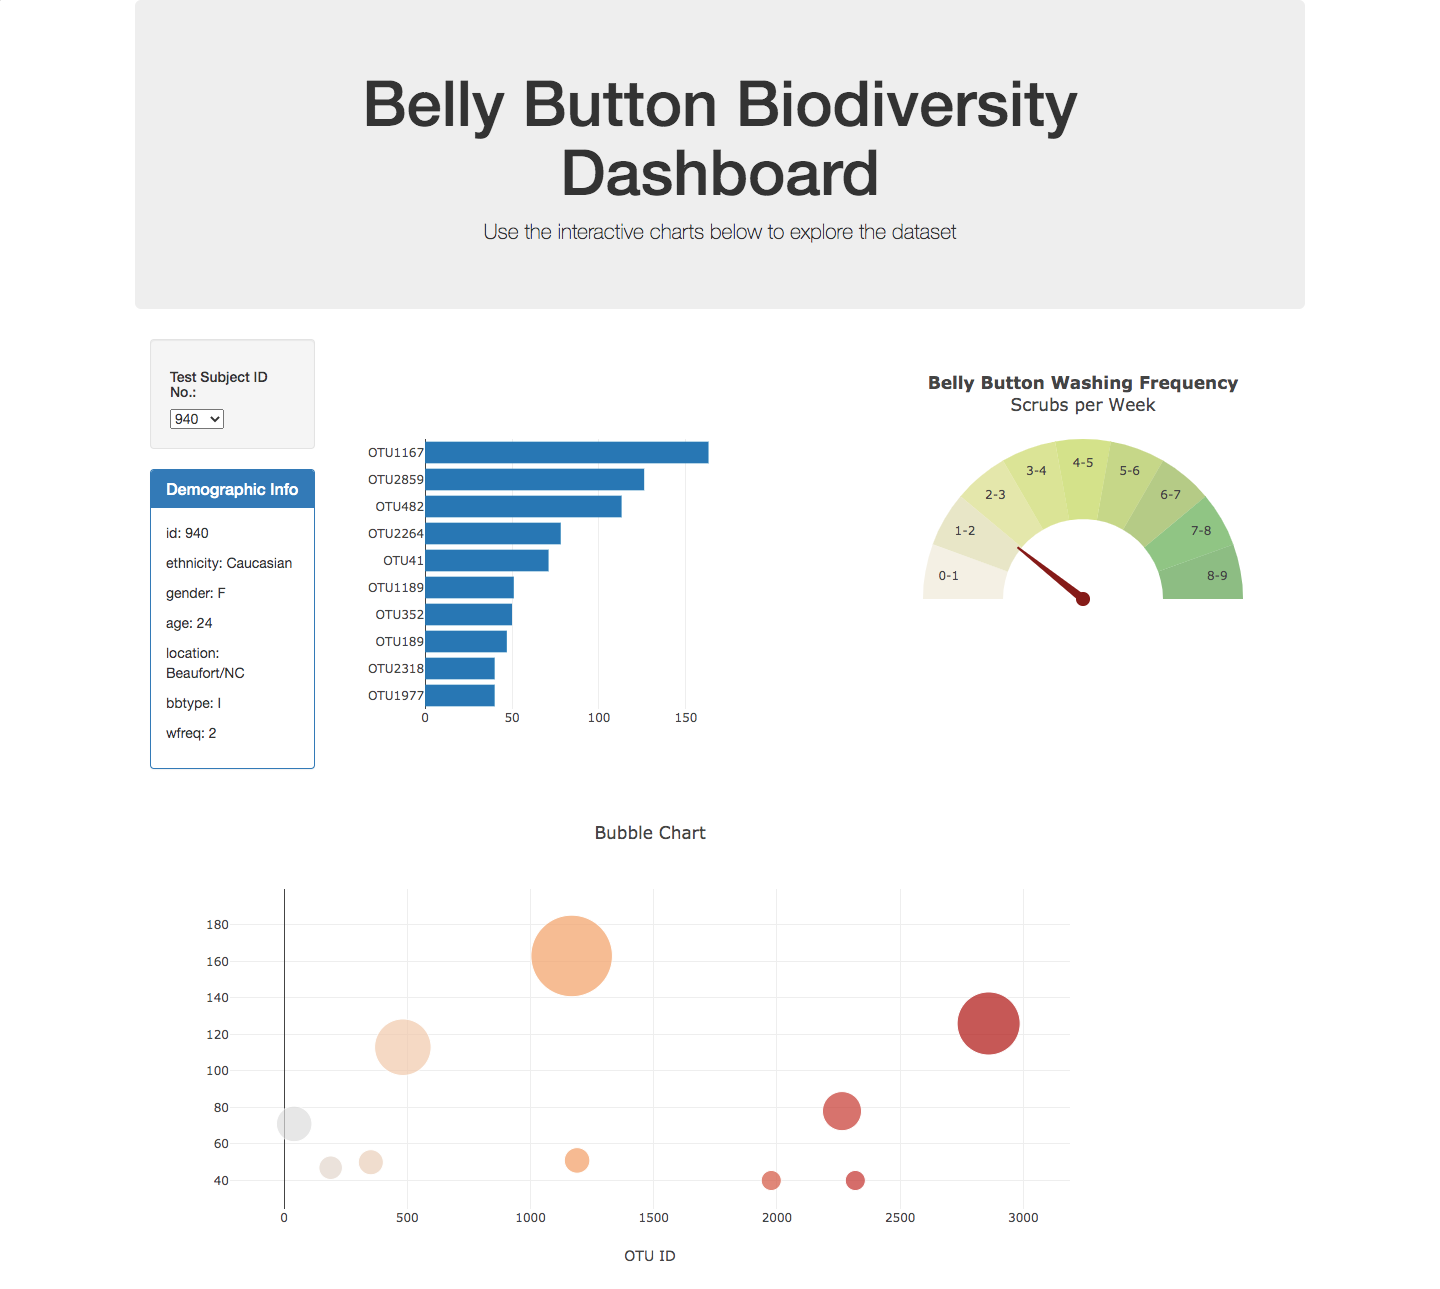 Belly Button Biodiversity
Dashboard
Use the interactive charts below to explore the dataset
Test Subject ID
No.:
940
Demographic Info
id: 940
ethnicity: Caucasian
gender: F
age: 24
location:
Beaufort/NC
bbtype: I
wfreq: 2
OTU1167
OTU2859
OTU482
OTU2264
OTU41
OTU1189
OTU352
OTU189
OTU2318
OTU1977
0 50 100 150
Belly Button Washing Frequency
Scrubs per Week
0-1
1-2
2-3
3-4
4-5
5-6
6-7
7-8
8-9
Bubble Chart
180
160
140
120
100
80
60
40
0 500 1000 1500 2000 2500 3000
OTU ID